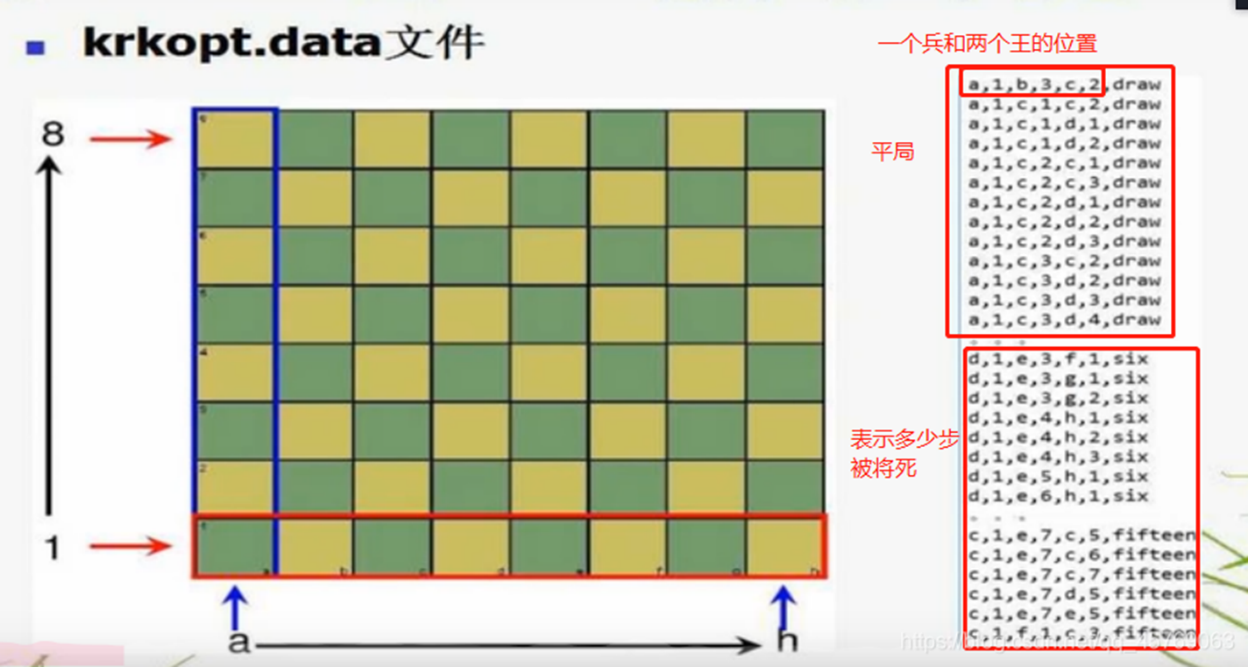 krkopt.data文件
一个兵和两个王的位置
8
1
a
h
平局
a,1,b,3,c,2,draw
a,1,c,1,c,2,draw
a,1,c,1,d,1,draw
a,1,c,1,d,2,draw
a,1,c,2,c,1,draw
a,1,c,2,c,3,draw
a,1,c,2,d,1,draw
a,1,c,2,d,2,draw
a,1,c,2,d,3,draw
a,1,c,3,c,2,draw
a,1,c,3,d,2,draw
a,1,c,3,d,3,draw
a,1,c,3,d,4,draw
表示多少步
被将死
d,1,e,3,f,1,six
d,1,e,3,g,1,six
d,1,e,3,g,2,six
d,1,e,4,h,1,six
d,1,e,4,h,2,six
d,1,e,4,h,3,six
d,1,e,5,h,1,six
d,1,e,6,h,1,six
c,1,e,7,c,5,fifteen
c,1,e,7,c,6,fifteen
c,1,e,7,c,7,fifteen
c,1,e,7,d,5,fifteen
c,1,e,7,e,5,fifteen
c,1,f,1,c,3,fifteen